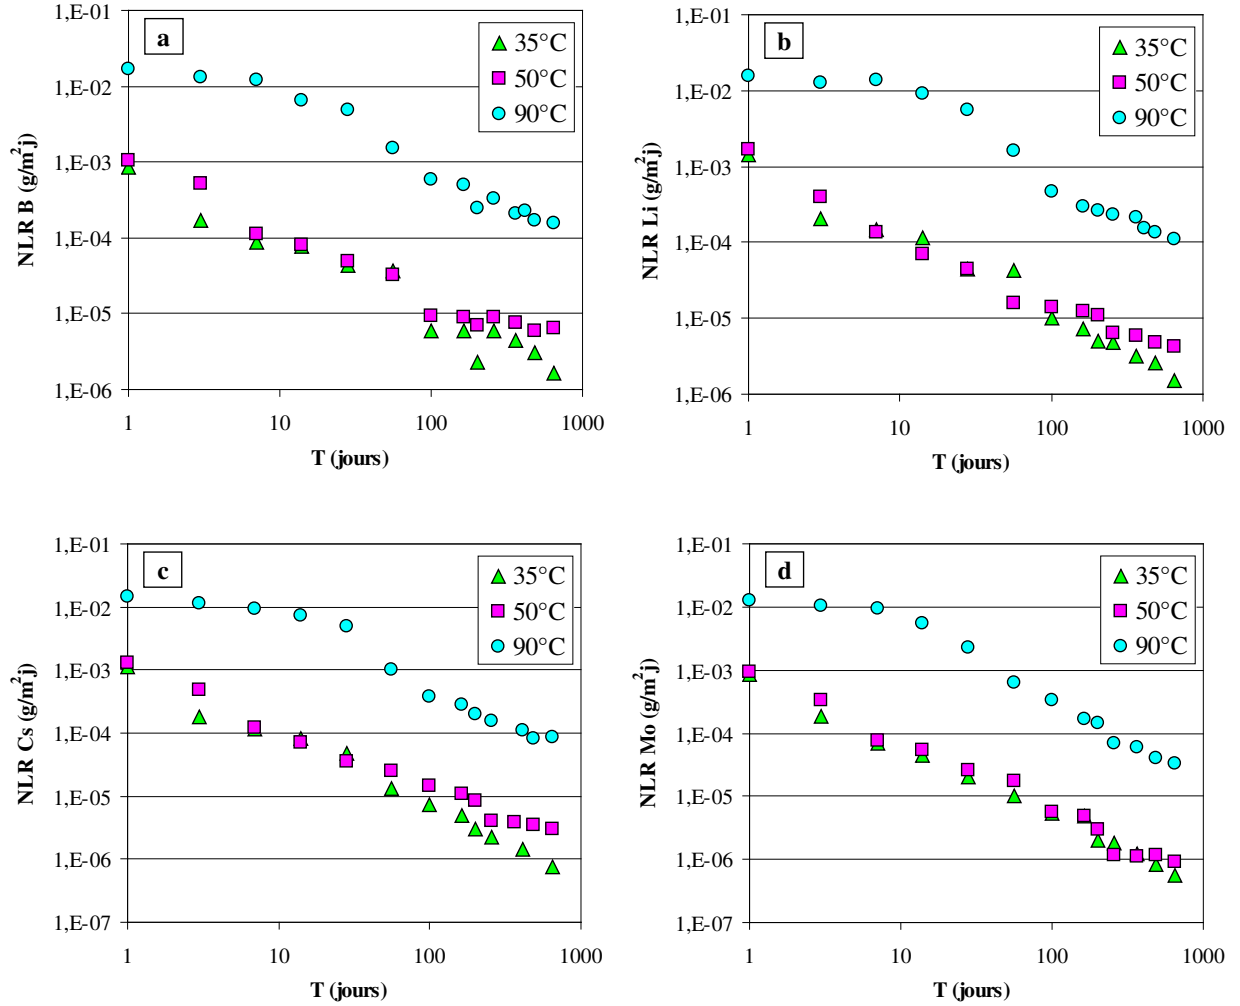 a
1,E-01
1,E-02
1,E-03
1,E-04
1,E-05
1,E-06
NLR B (g/m²j)
35°C
50°C
90°C
1 10 100 1000
T (jours)
b
1,E-01
1,E-02
1,E-03
1,E-04
1,E-05
1,E-06
NLR Li (g/m²j)
35°C
50°C
90°C
1 10 100 1000
T (jours)
c
1,E-01
1,E-02
1,E-03
1,E-04
1,E-05
1,E-06
1,E-07
NLR Cs (g/m²j)
35°C
50°C
90°C
1 10 100 1000
T (jours)
d
1,E-01
1,E-02
1,E-03
1,E-04
1,E-05
1,E-06
1,E-07
NLR Mo (g/m²j)
35°C
50°C
90°C
1 10 100 1000
T (jours)